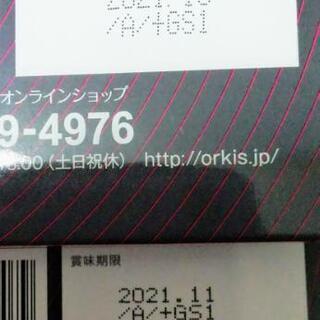 /A/+GS1
オンラインショップ
9-4976
:00（土日祝休） http://orkis.jp/
賞味期限
2021.11
/A/+GS1